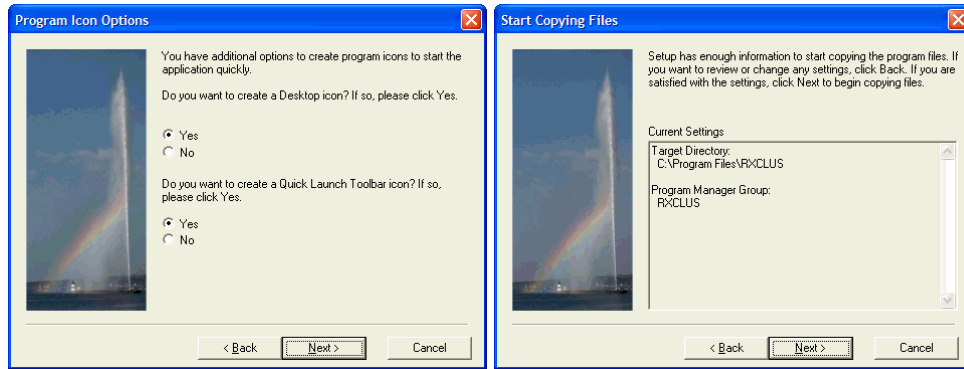 Program Icon Options
You have additional options to create program icons to start the
application quickly.
Do you want to create a Desktop icon? If so, please click Yes.
Yes
No
Do you want to create a Quick Launch Toolbar icon? If so,
please click Yes.
Yes
No
< Back
Next >
Cancel
Start Copying Files
Setup has enough information to start copying the program files. If
you want to review or change any settings, click Back. If you are
satisfied with the settings, click Next to begin copying files.
Current Settings
Target Directory:
C:\Program Files\RXCLUS
Program Manager Group:
RXCLUS
< Back
Next >
Cancel